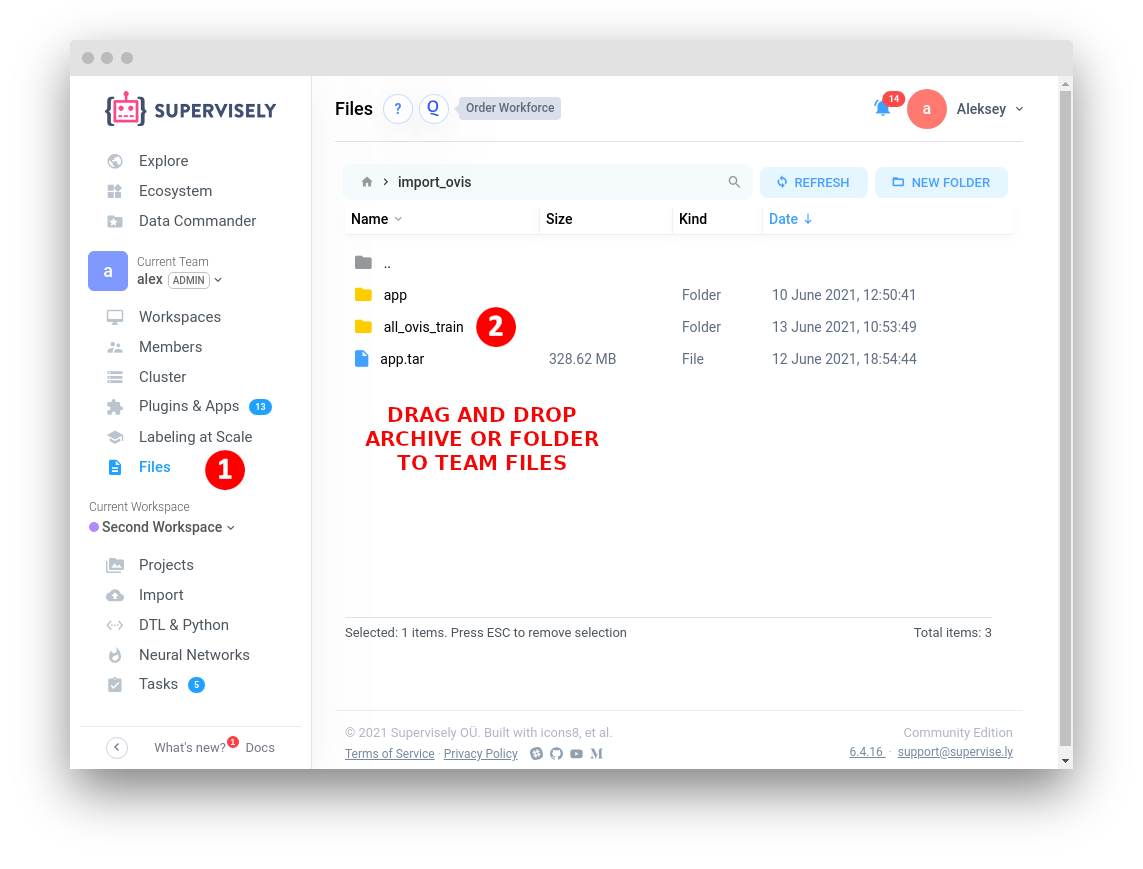 SUPERVISELY
Explore
Ecosystem
Data Commander
Current Team
a
alex ADMIN
Workspaces
Members
Cluster
Plugins & Apps 13
Labeling at Scale
Files 1
Current Workspace
Second Workspace
Projects
Import
DTL & Python
Neural Networks
Tasks 5
What's new? 1 Docs
Files ? Q Order Workforce
14 a Aleksey
import_ovis
REFRESH NEW FOLDER
Name Size Kind Date
..
app Folder 10 June 2021, 12:50:41
all_ovis_train 2 Folder 13 June 2021, 10:53:49
app.tar 328.62 MB File 12 June 2021, 18:54:44
DRAG AND DROP
ARCHIVE OR FOLDER
TO TEAM FILES
Selected: 1 items. Press ESC to remove selection Total items: 3
© 2021 Supervisely OÜ. Built with icons8, et al. Community Edition
Terms of Service · Privacy Policy 6.4.16 · support@supervise.ly